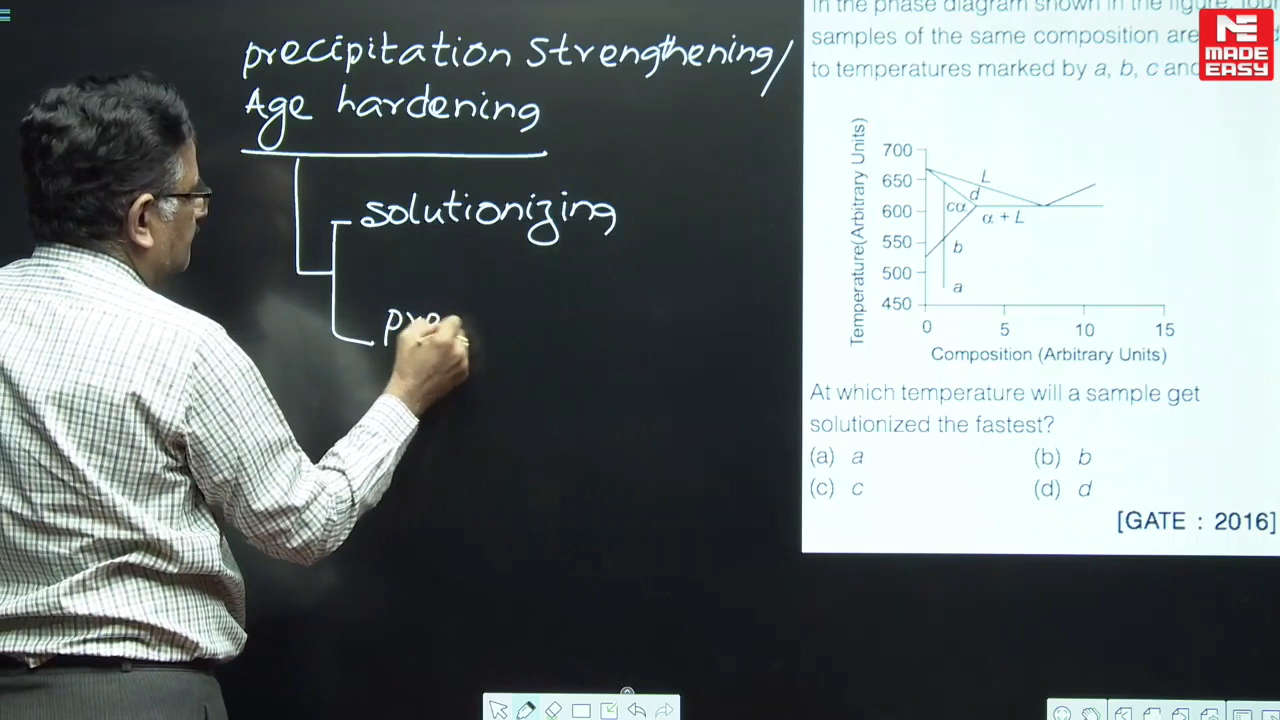 precipitation Strengthening/
Age hardening
solutionizing
pre
In the phase diagram shown in the figure, four
samples of the same composition are
to temperatures marked by a, b, c and
ME
MADE
EASY
Temperature(Arbitrary Units)
700
650
600
550
500
450
L
d
cα
α + L
b
a
0
5
10
15
Composition (Arbitrary Units)
At which temperature will a sample get
solutionized the fastest?
(a) a
(b) b
(c) c
(d) d
[GATE : 2016]